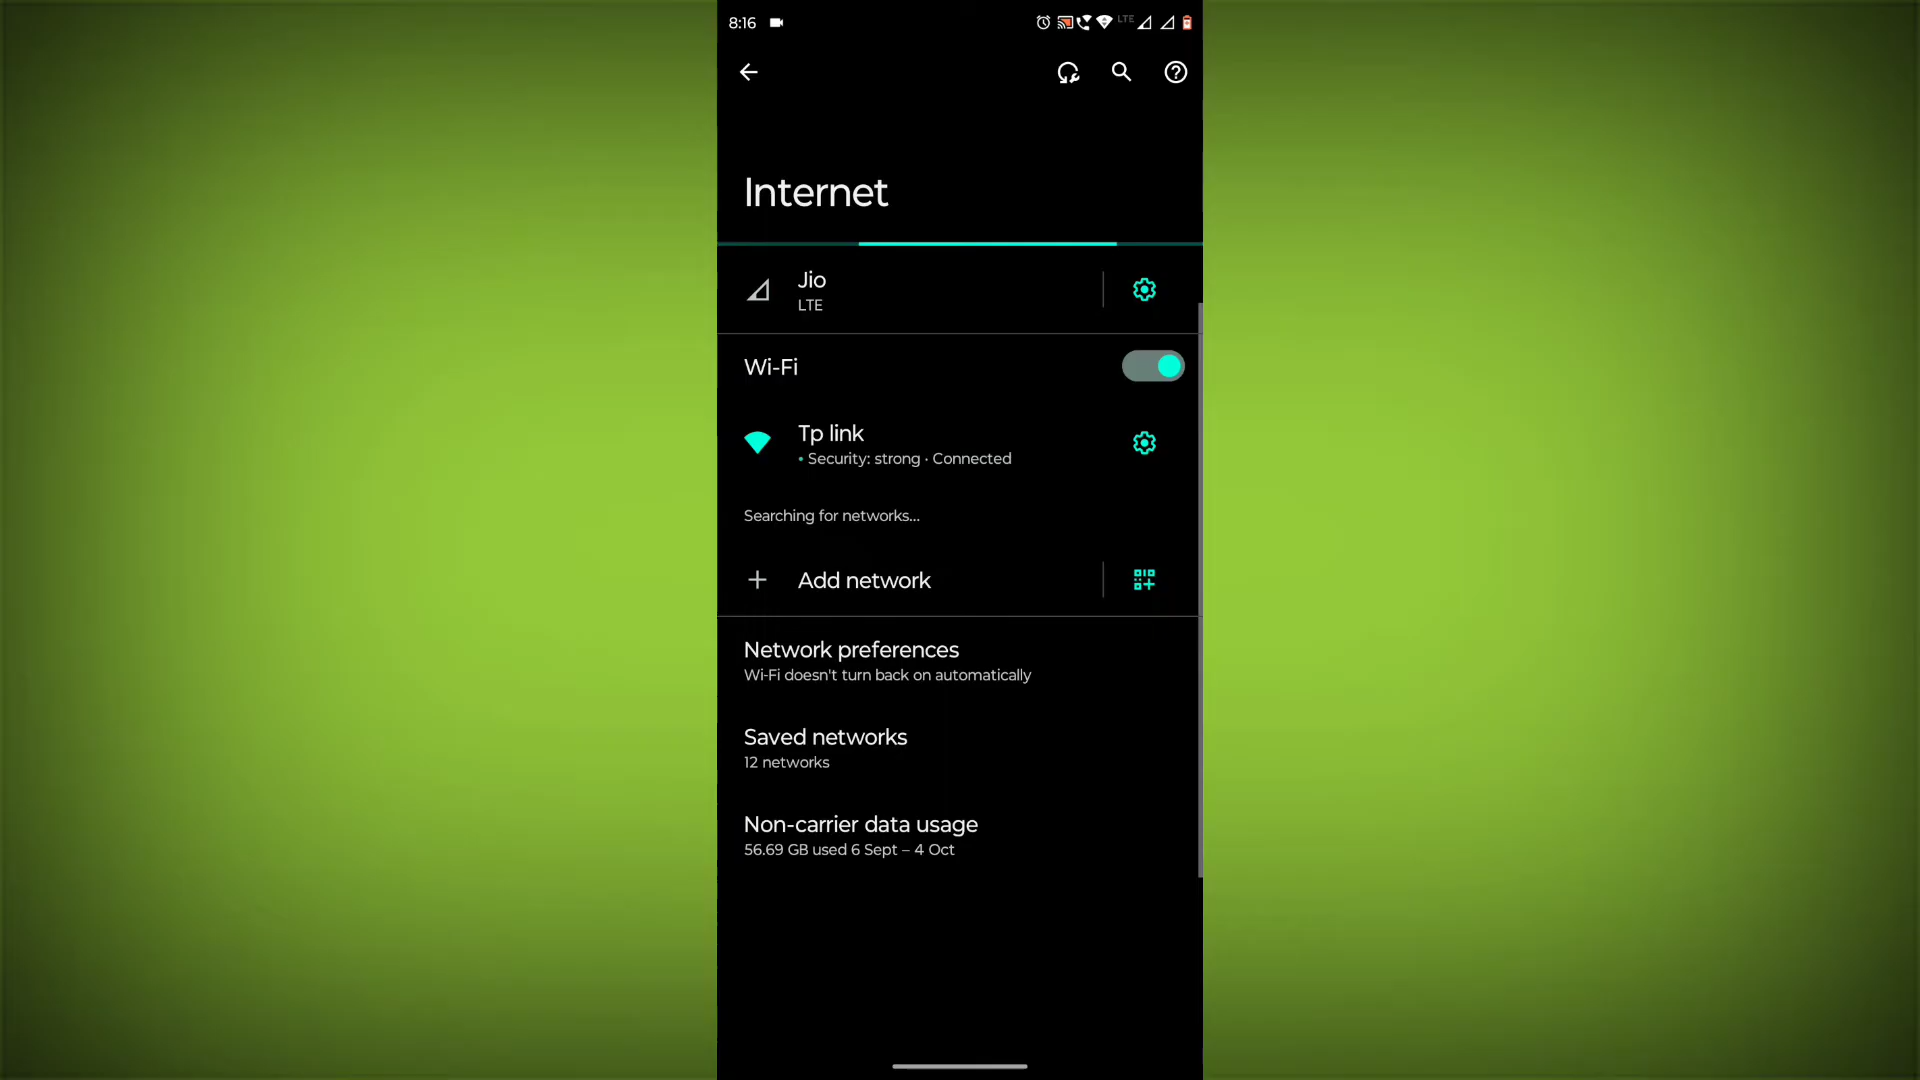 8:16
LTE
Internet
Jio
LTE
Wi-Fi
Tp link
• Security: strong · Connected
Searching for networks...
Add network
Network preferences
Wi-Fi doesn't turn back on automatically
Saved networks
12 networks
Non-carrier data usage
56.69 GB used 6 Sept – 4 Oct